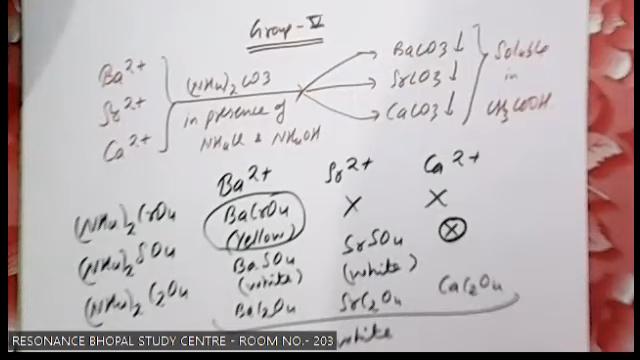 Group-V
Ba2+
Sr2+
Ca2+
(NH4)2CO3
in presence of
NH4Cl & NH4OH
BaCO3↓
SrCO3↓
CaCO3↓
Soluble
in
CH3COOH
Ba2+ Sr2+ Ca2+
(NH4)2CrO4 BaCrO4 (yellow) X X
(NH4)2SO4 BaSO4 (white) SrSO4 (white) X
(NH4)2C2O4 BaC2O4 SrC2O4 CaC2O4
white
RESONANCE BHOPAL STUDY CENTRE - ROOM NO.- 203